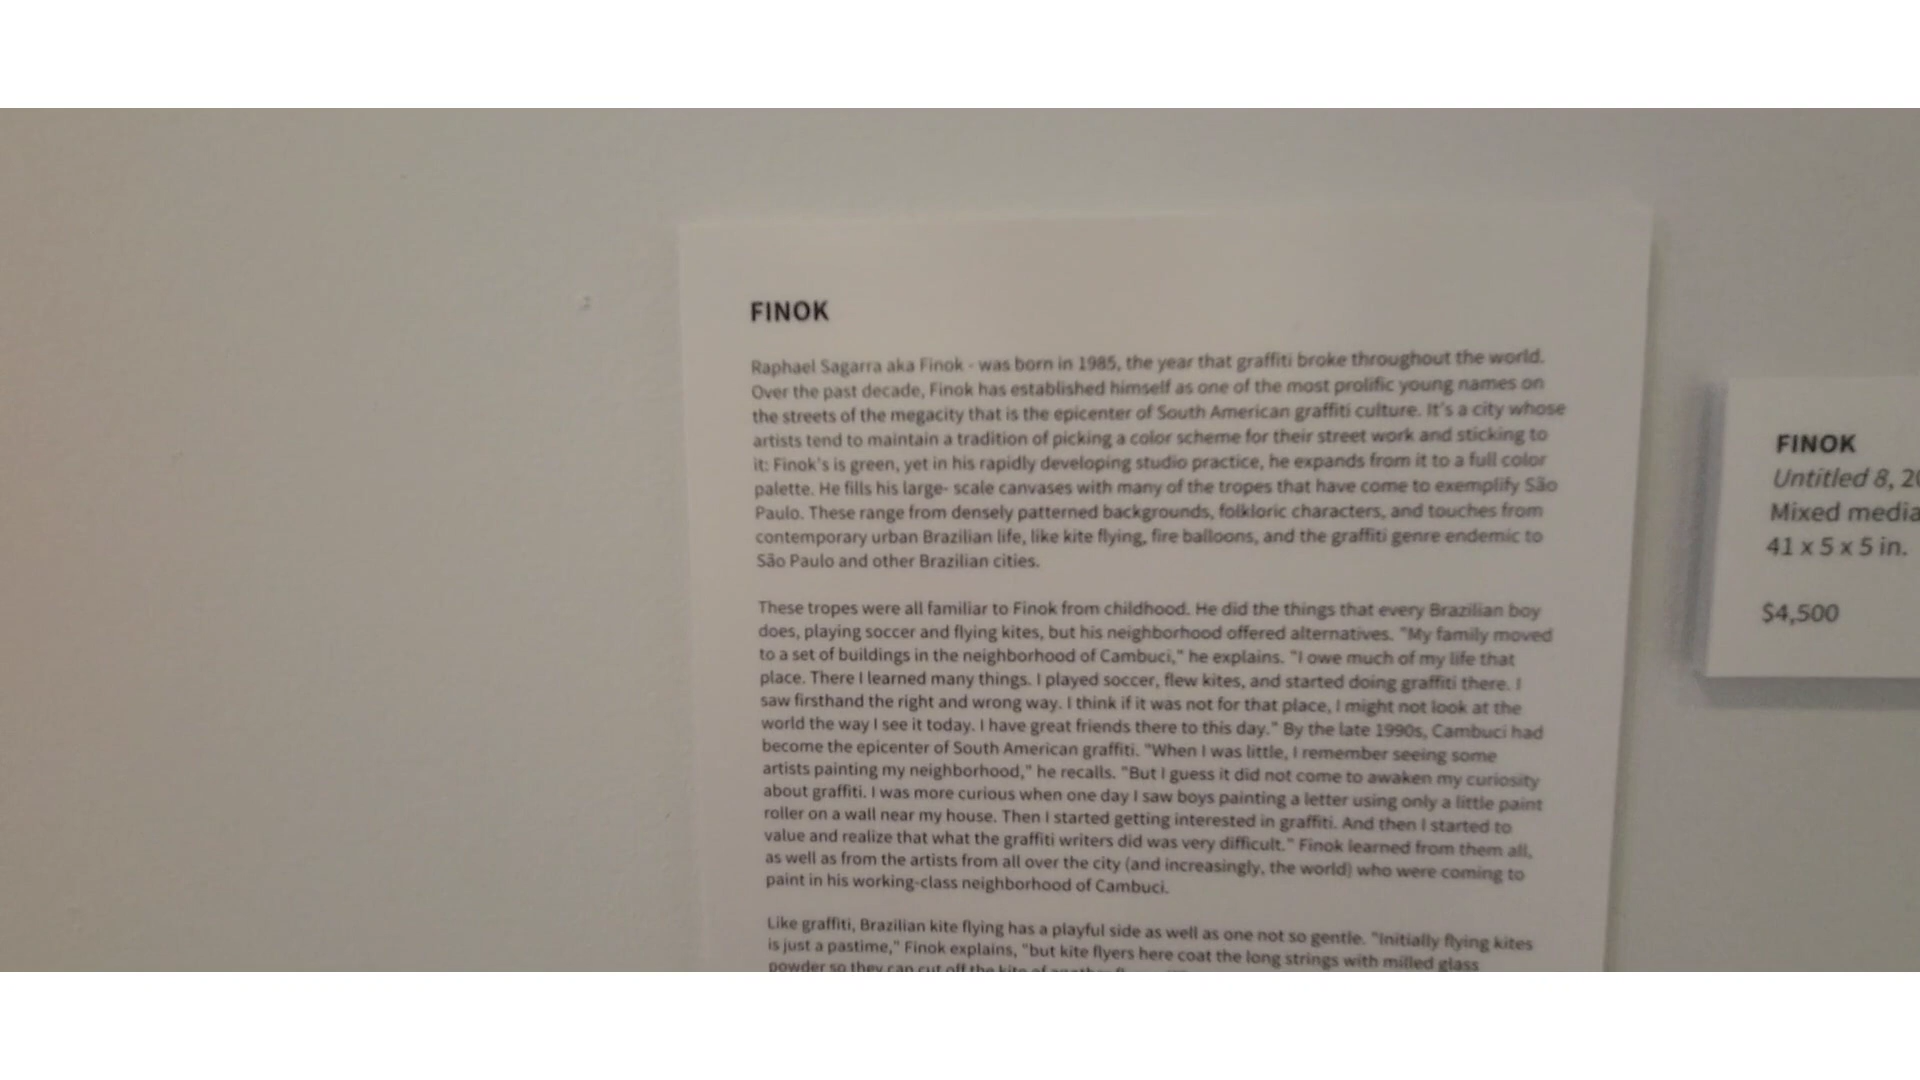 FINOK
Raphael Sagarra aka Finok - was born in 1985, the year that graffiti broke throughout the world.
Over the past decade, Finok has established himself as one of the most prolific young names on
the streets of the megacity that is the epicenter of South American graffiti culture. It's a city whose
artists tend to maintain a tradition of picking a color scheme for their street work and sticking to
it: Finok's is green, yet in his rapidly developing studio practice, he expands from it to a full color
palette. He fills his large- scale canvases with many of the tropes that have come to exemplify São
Paulo. These range from densely patterned backgrounds, folkloric characters, and touches from
contemporary urban Brazilian life, like kite flying, fire balloons, and the graffiti genre endemic to
São Paulo and other Brazilian cities.
These tropes were all familiar to Finok from childhood. He did the things that every Brazilian boy
does, playing soccer and flying kites, but his neighborhood offered alternatives. "My family moved
to a set of buildings in the neighborhood of Cambuci," he explains. "I owe much of my life that
place. There I learned many things. I played soccer, flew kites, and started doing graffiti there. I
saw firsthand the right and wrong way. I think if it was not for that place, I might not look at the
world the way I see it today. I have great friends there to this day." By the late 1990s, Cambuci had
become the epicenter of South American graffiti. "When I was little, I remember seeing some
artists painting my neighborhood," he recalls. "But I guess it did not come to awaken my curiosity
about graffiti. I was more curious when one day I saw boys painting a letter using only a little paint
roller on a wall near my house. Then I started getting interested in graffiti. And then I started to
value and realize that what the graffiti writers did was very difficult." Finok learned from them all,
as well as from the artists from all over the city (and increasingly, the world) who were coming to
paint in his working-class neighborhood of Cambuci.
Like graffiti, Brazilian kite flying has a playful side as well as one not so gentle. "Initially flying kites
is just a pastime," Finok explains, "but kite flyers here coat the long strings with milled glass
powder so they can cut off the kite of another
FINOK
Untitled 8, 20
Mixed media
41 x 5 x 5 in.
$4,500